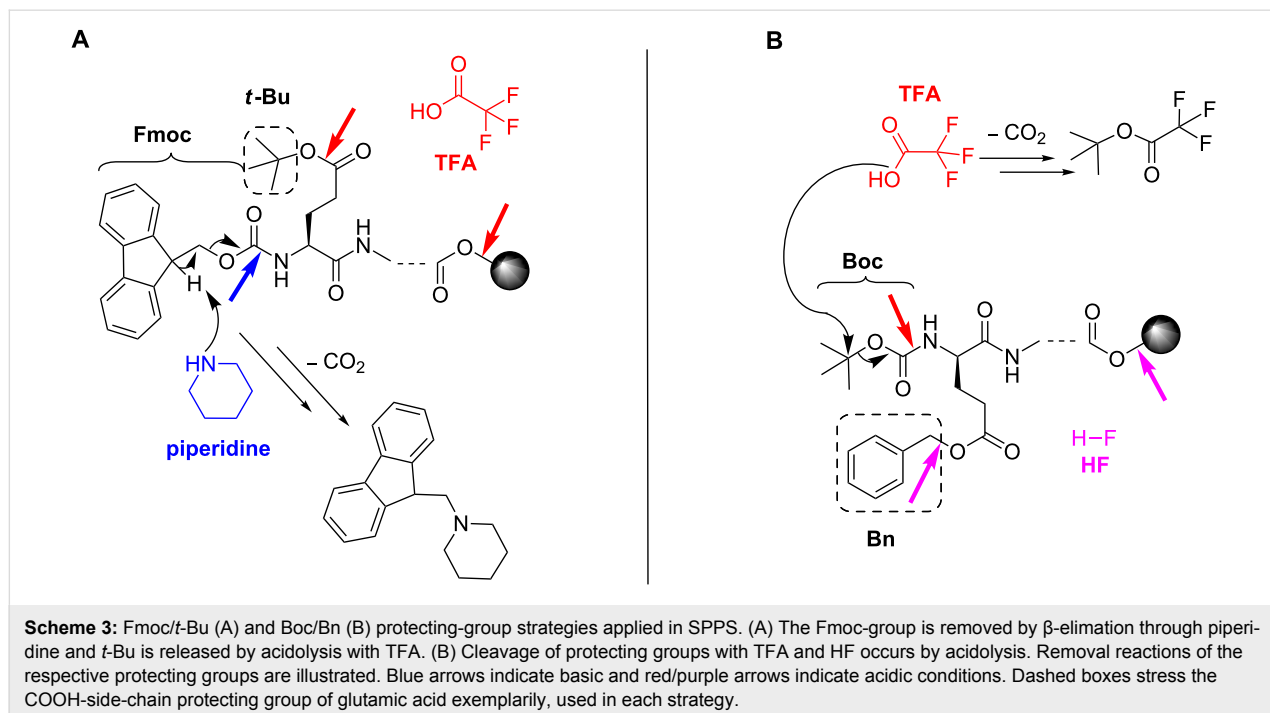 A
t-Bu
Fmoc
O
HO
F
F
F
TFA
O
O
O
O
N
H
H
N
O
O
O
H
HN
piperidine
– CO2
N
B
TFA
O
HO
F
F
F
– CO2
O
O
F
F
F
Boc
O
O
H
N
O
N
H
O
O
O
O
Bn
H–F
HF
Scheme 3: Fmoc/t-Bu (A) and Boc/Bn (B) protecting-group strategies applied in SPPS. (A) The Fmoc-group is removed by β-elimation through piperi-
dine and t-Bu is released by acidolysis with TFA. (B) Cleavage of protecting groups with TFA and HF occurs by acidolysis. Removal reactions of the
respective protecting groups are illustrated. Blue arrows indicate basic and red/purple arrows indicate acidic conditions. Dashed boxes stress the
COOH-side-chain protecting group of glutamic acid exemplarily, used in each strategy.